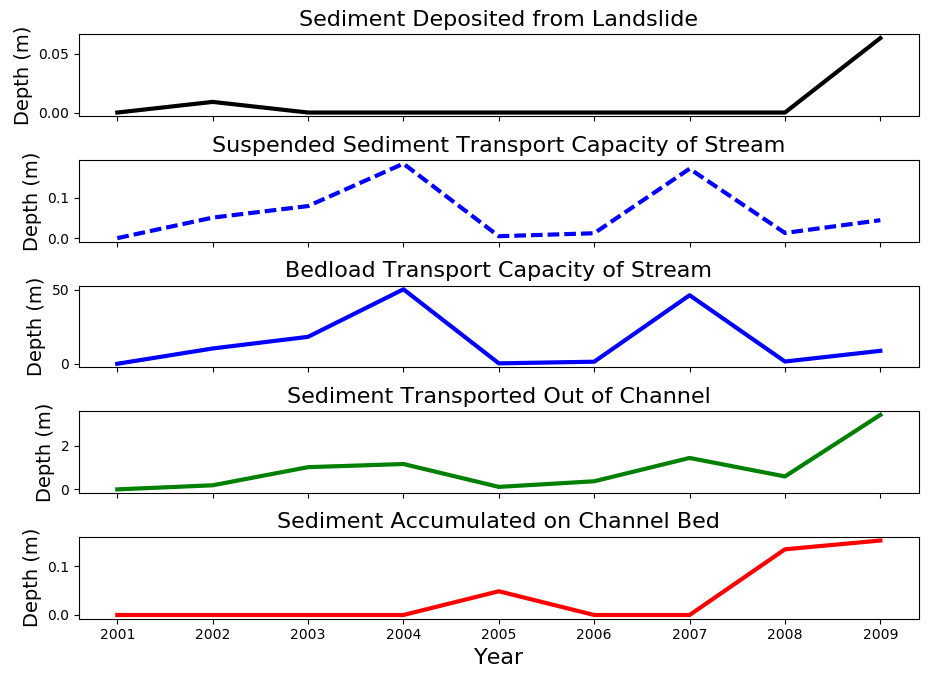 Sediment Deposited from Landslide
Depth (m)
0.05
0.00
Suspended Sediment Transport Capacity of Stream
Depth (m)
0.1
0.0
Bedload Transport Capacity of Stream
Depth (m)
50
0
Sediment Transported Out of Channel
Depth (m)
2
0
Sediment Accumulated on Channel Bed
Depth (m)
0.1
0.0
2001 2002 2003 2004 2005 2006 2007 2008 2009
Year